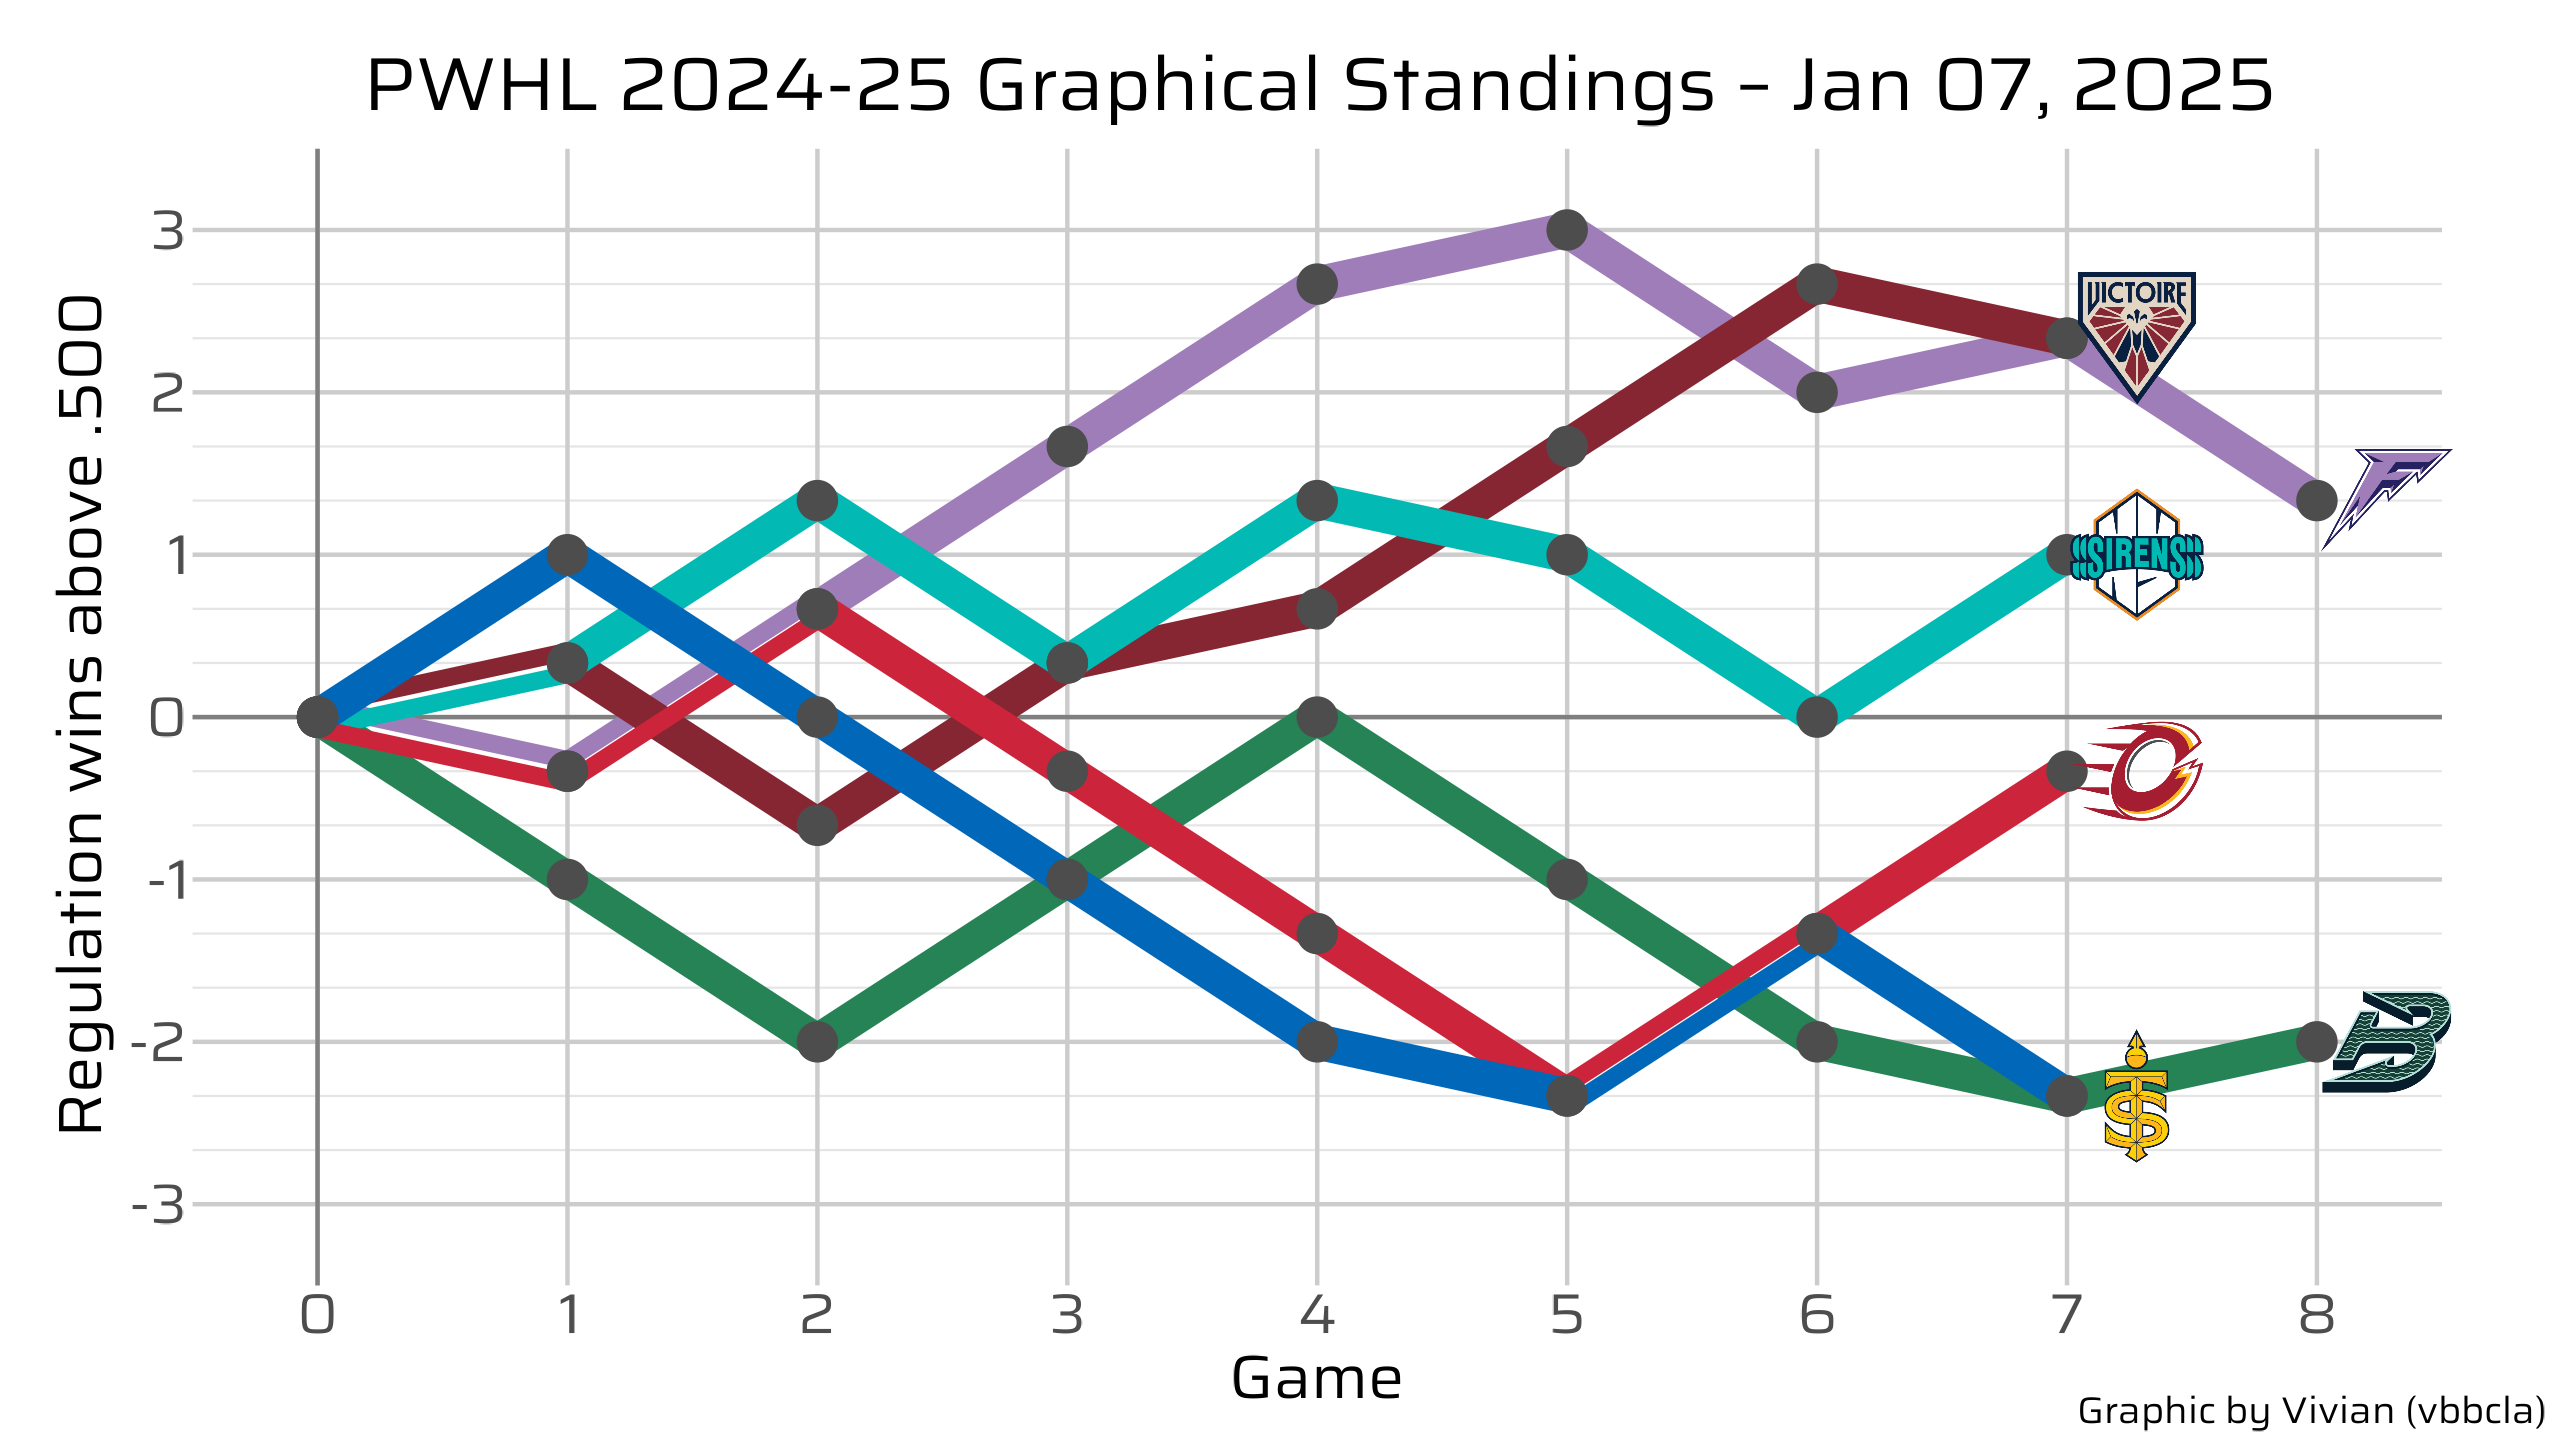 PWHL 2024-25 Graphical Standings - Jan 07, 2025
Regulation wins above .500
3
2
1
0
-1
-2
-3
VICTOIRE
F
SIRENS
B
0 1 2 3 4 5 6 7 8
Game
Graphic by Vivian (vbbcla)